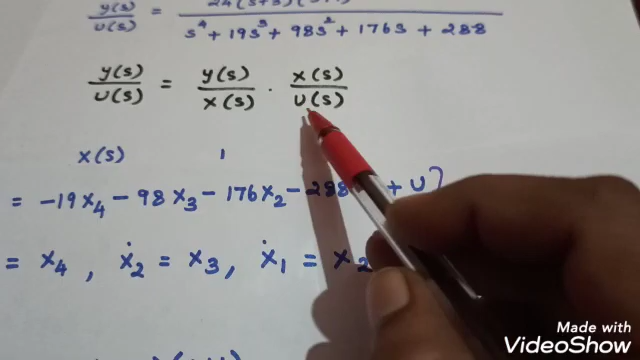 y(s)/U(s) = 24(s+3)
s⁴ + 19s³ + 98s² + 176s + 288
y(s)/U(s) = y(s)/X(s) · X(s)/U(s)
X(s) 1
= -19x₄ - 98x₃ - 176x₂ - 288 + U}
= x₄ , ẋ₂ = x₃ , ẋ₁ = x₂
Made with
VideoShow